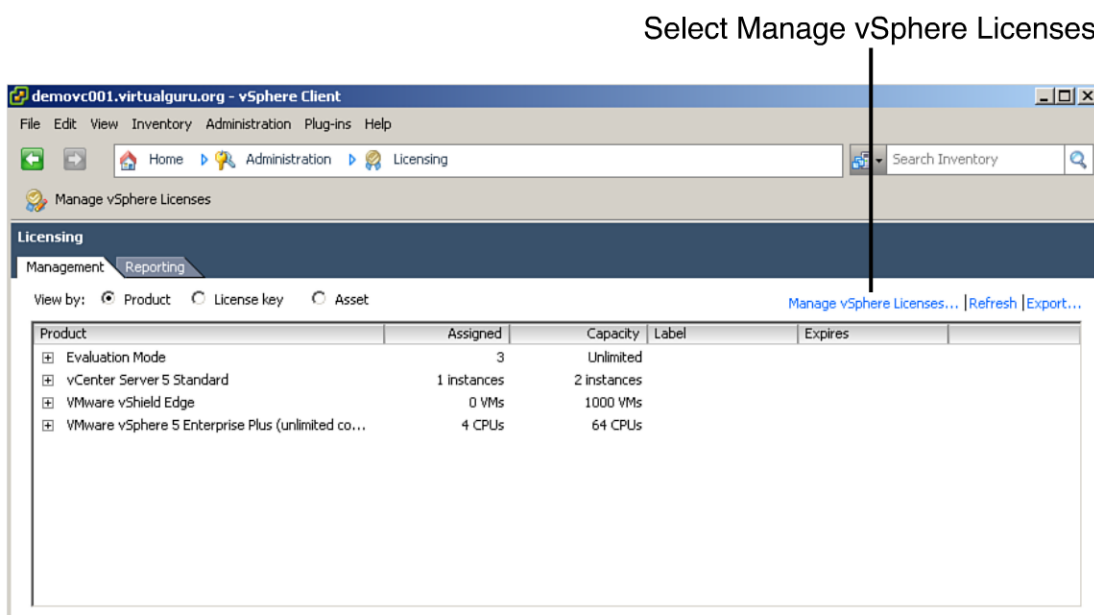 Select Manage vSphere Licenses
demovc001.virtualguru.org - vSphere Client
File Edit View Inventory Administration Plug-ins Help
Home Administration Licensing Search Inventory
Manage vSphere Licenses
Licensing
Management Reporting
View by: Product License key Asset
Manage vSphere Licenses... |Refresh |Export...
Product Assigned Capacity Label Expires
Evaluation Mode 3 Unlimited
vCenter Server 5 Standard 1 instances 2 instances
VMware vShield Edge 0 VMs 1000 VMs
VMware vSphere 5 Enterprise Plus (unlimited co... 4 CPUs 64 CPUs